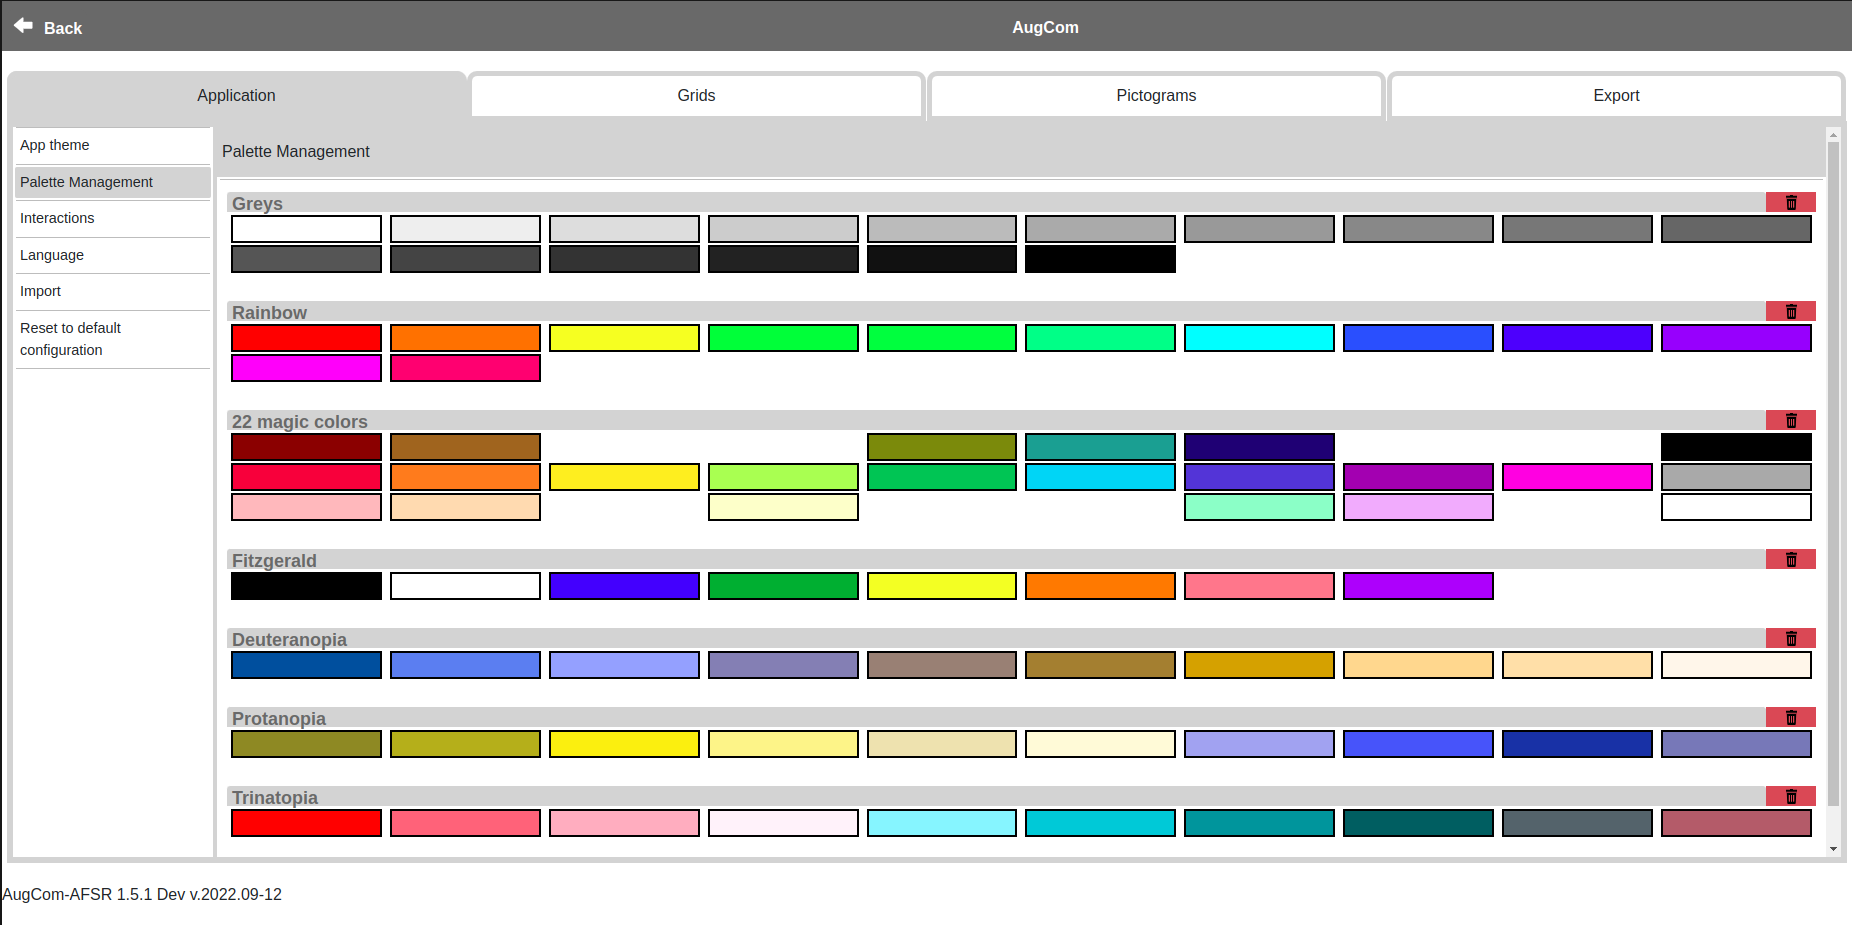 Back
AugCom
Application
Grids
Pictograms
Export
App theme
Palette Management
Interactions
Language
Import
Reset to default
configuration
Palette Management
Greys
Rainbow
22 magic colors
Fitzgerald
Deuteranopia
Protanopia
Trinatopia
AugCom-AFSR 1.5.1 Dev v.2022.09-12